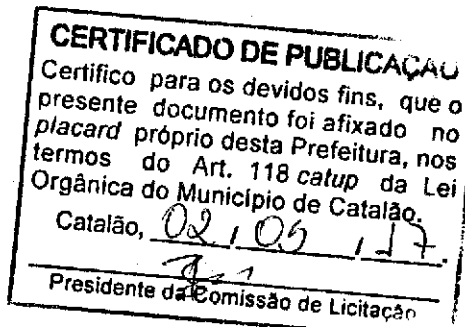 CERTIFICADO DE PUBLICAÇÃO
Certifico para os devidos fins, que o
presente documento foi afixado no
placard próprio desta Prefeitura, nos
termos do Art. 118 catup da Lei
Orgânica do Município de Catalão.
Catalão, 02 / 05 / 17.
Presidente da Comissão de Licitação